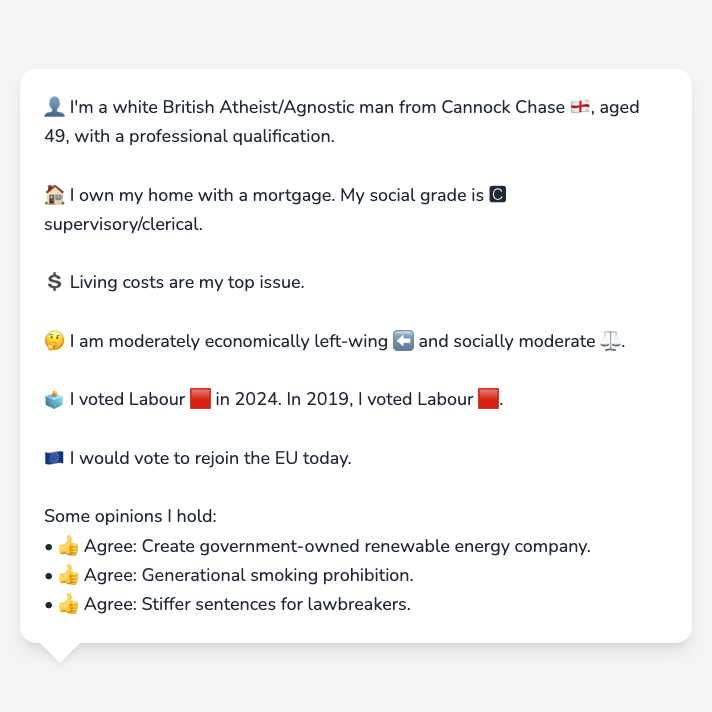 👤 I'm a white British Atheist/Agnostic man from Cannock Chase 🏴󠁧󠁢󠁥󠁮󠁧󠁿, aged
49, with a professional qualification.
🏠 I own my home with a mortgage. My social grade is 🅲
supervisory/clerical.
💲 Living costs are my top issue.
🤔 I am moderately economically left-wing ⬅️ and socially moderate ⚖️.
🗳️ I voted Labour 🟥 in 2024. In 2019, I voted Labour 🟥.
🇪🇺 I would vote to rejoin the EU today.
Some opinions I hold:
• 👍 Agree: Create government-owned renewable energy company.
• 👍 Agree: Generational smoking prohibition.
• 👍 Agree: Stiffer sentences for lawbreakers.